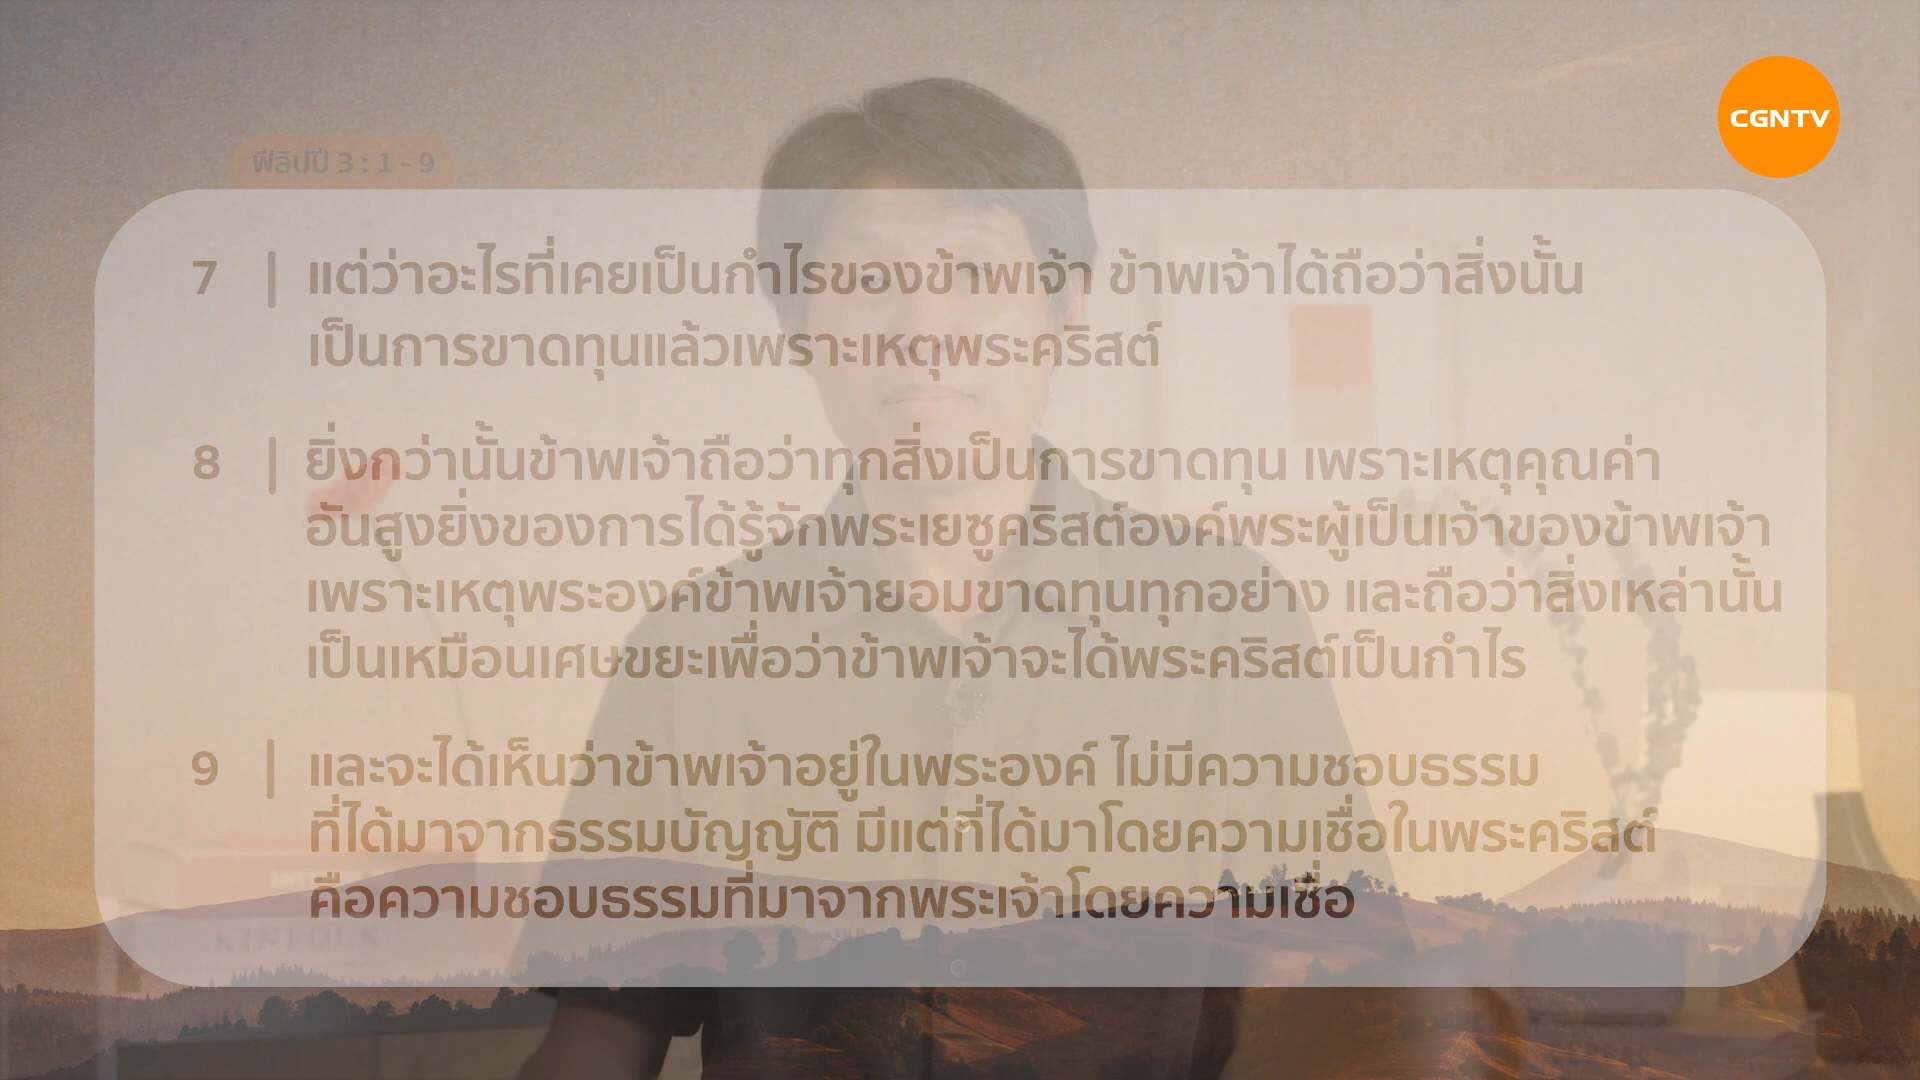 CGNTV
ฟีลิปปี 3 : 1 - 9
7 | แต่ว่าอะไรที่เคยเป็นกำไรของข้าพเจ้า ข้าพเจ้าได้ถือว่าสิ่งนั้น
เป็นการขาดทุนแล้วเพราะเหตุพระคริสต์
8 | ยิ่งกว่านั้นข้าพเจ้าถือว่าทุกสิ่งเป็นการขาดทุน เพราะเหตุคุณค่า
อันสูงยิ่งของการได้รู้จักพระเยซูคริสต์องค์พระผู้เป็นเจ้าของข้าพเจ้า
เพราะเหตุพระองค์ข้าพเจ้ายอมขาดทุนทุกอย่าง และถือว่าสิ่งเหล่านั้น
เป็นเหมือนเศษขยะเพื่อว่าข้าพเจ้าจะได้พระคริสต์เป็นกำไร
9 | และจะได้เห็นว่าข้าพเจ้าอยู่ในพระองค์ ไม่มีความชอบธรรม
ที่ได้มาจากธรรมบัญญัติ มีแต่ที่ได้มาโดยความเชื่อในพระคริสต์
คือความชอบธรรมที่มาจากพระเจ้าโดยความเชื่อ
KINFOLK